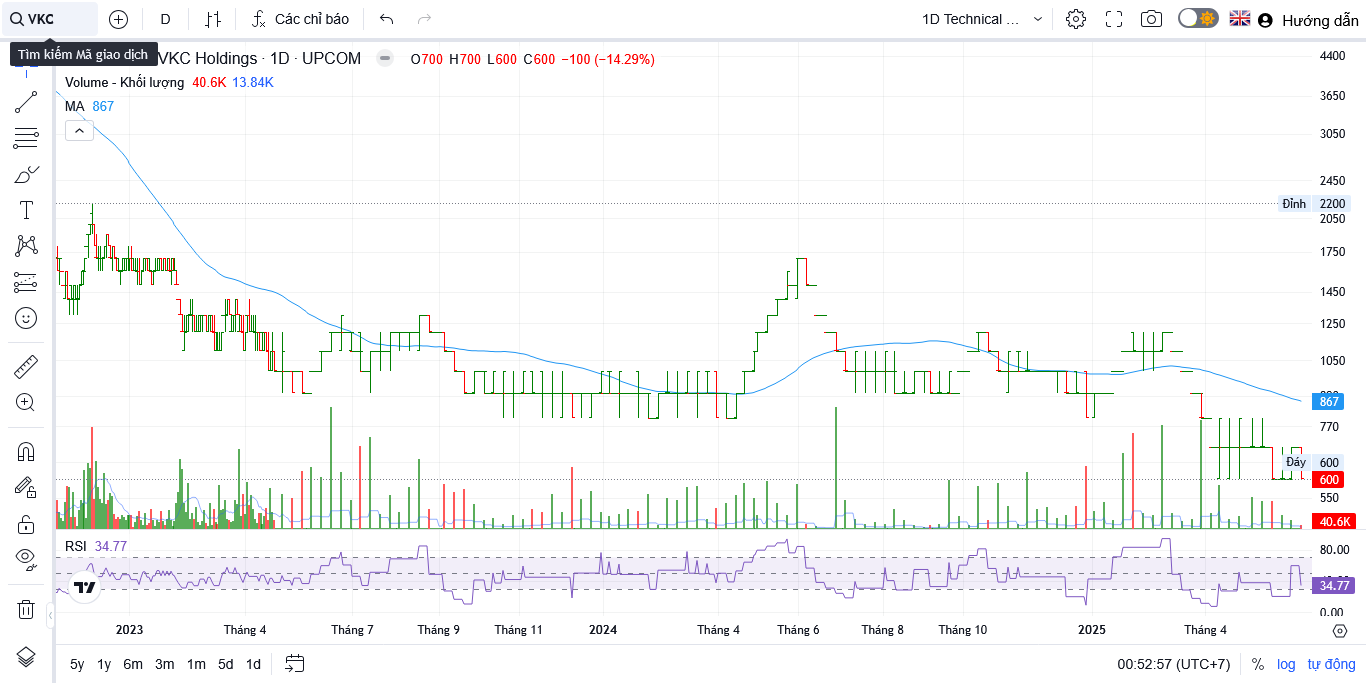 VKC D Các chỉ báo 1D Technical ... Hướng dẫn
Tìm kiếm Mã giao dịch
VKC Holdings · 1D · UPCOM O700 H700 L600 C600 −100 (−14.29%)
Volume - Khối lượng 40.6K 13.84K
MA 867
4400
3650
3050
2450
Đỉnh 2200
2050
1750
1450
1250
1050
867
770
Đáy 600
600
550
40.6K
RSI 34.77
80.00
34.77
0.00
2023 Tháng 4 Tháng 7 Tháng 9 Tháng 11 2024 Tháng 4 Tháng 6 Tháng 8 Tháng 10 2025 Tháng 4
5y 1y 6m 3m 1m 5d 1d 00:52:57 (UTC+7) % log tự động